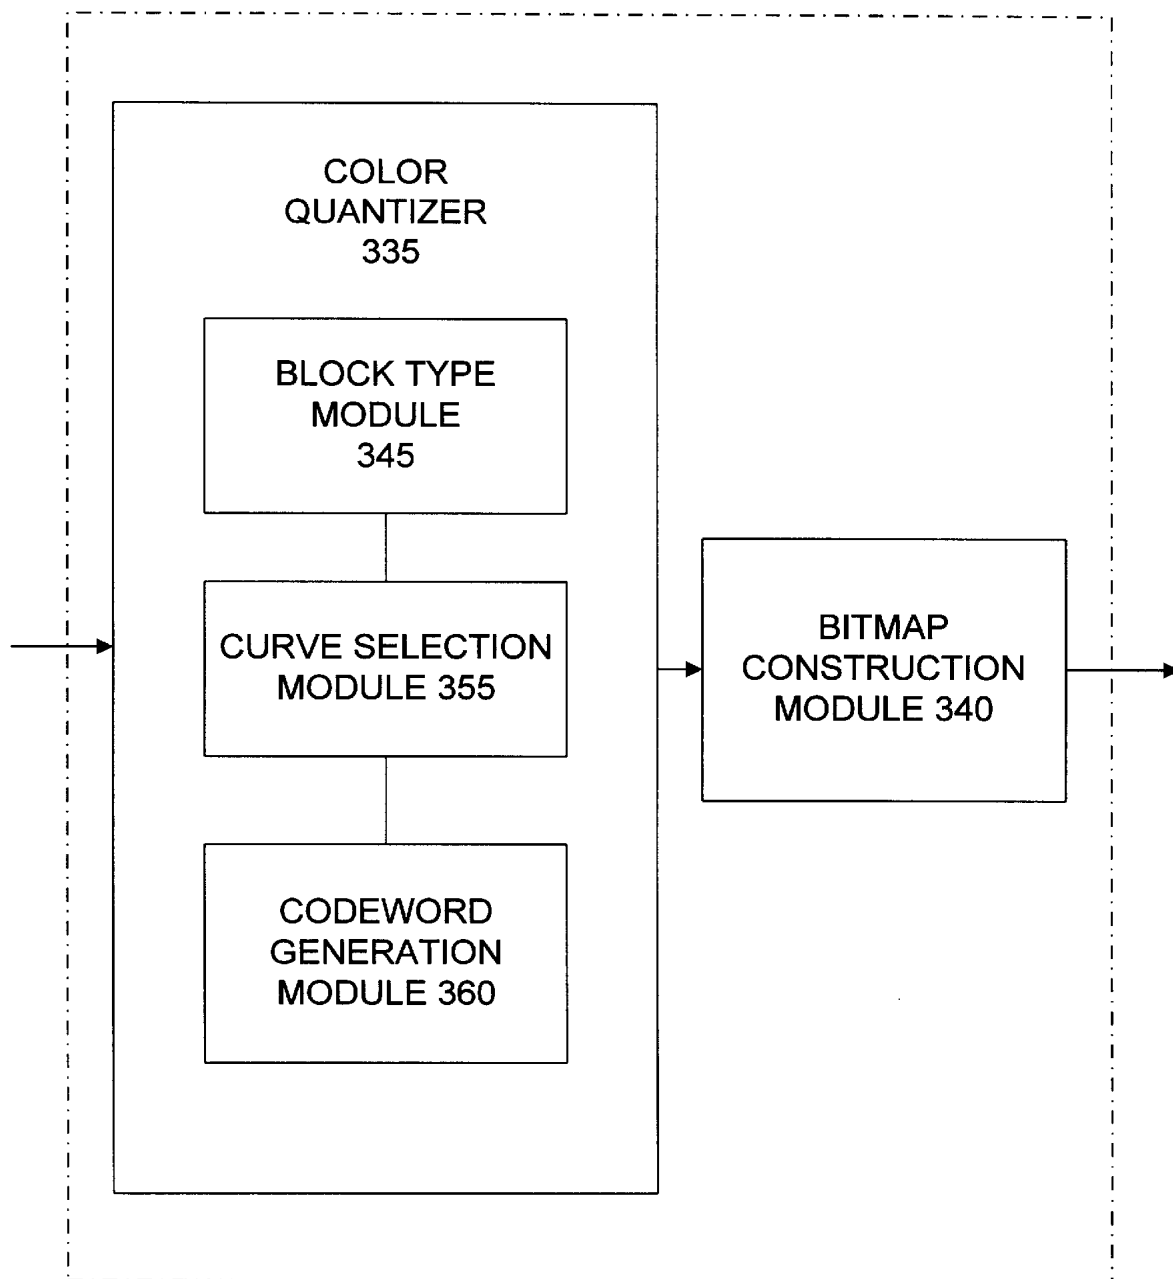 COLOR
QUANTIZER
335
BLOCK TYPE
MODULE
345
CURVE SELECTION
MODULE 355
CODEWORD
GENERATION
MODULE 360
BITMAP
CONSTRUCTION
MODULE 340